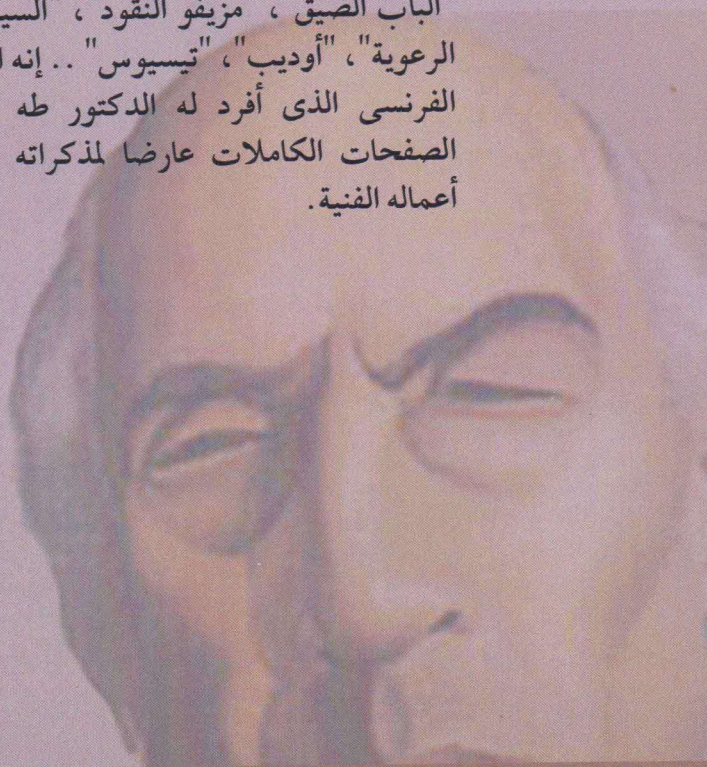 الباب الضيق"، "مزيفو النقود"، "
الرعوية"، "أوديب"، "تيسيوس" .. إنه
الفرنسى الذى أفرد له الدكتور طه
الصفحات الكاملات عارضا لمذكراته
أعماله الفنية.